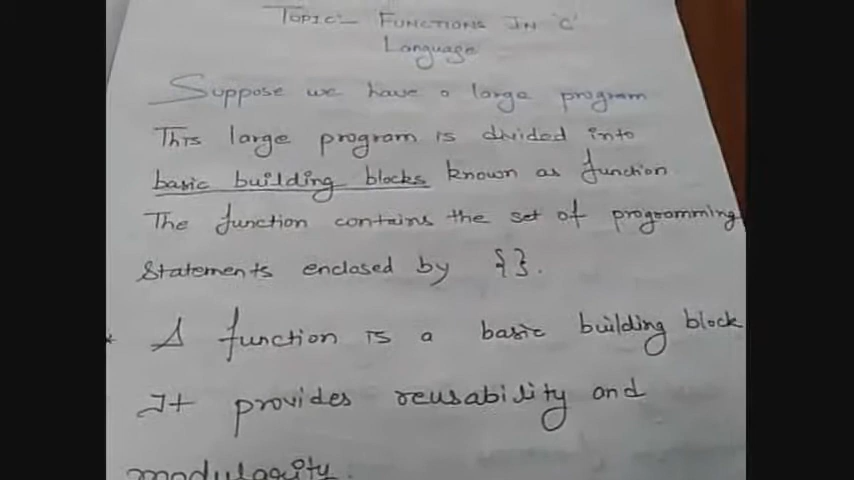 Topic:- Functions In 'C'
Language
Suppose we have a large program
This large program is divided into
basic building blocks known as function
The function contains the set of programming
statements enclosed by {}.
* A function is a basic building block
It provides reusability and
modularity.